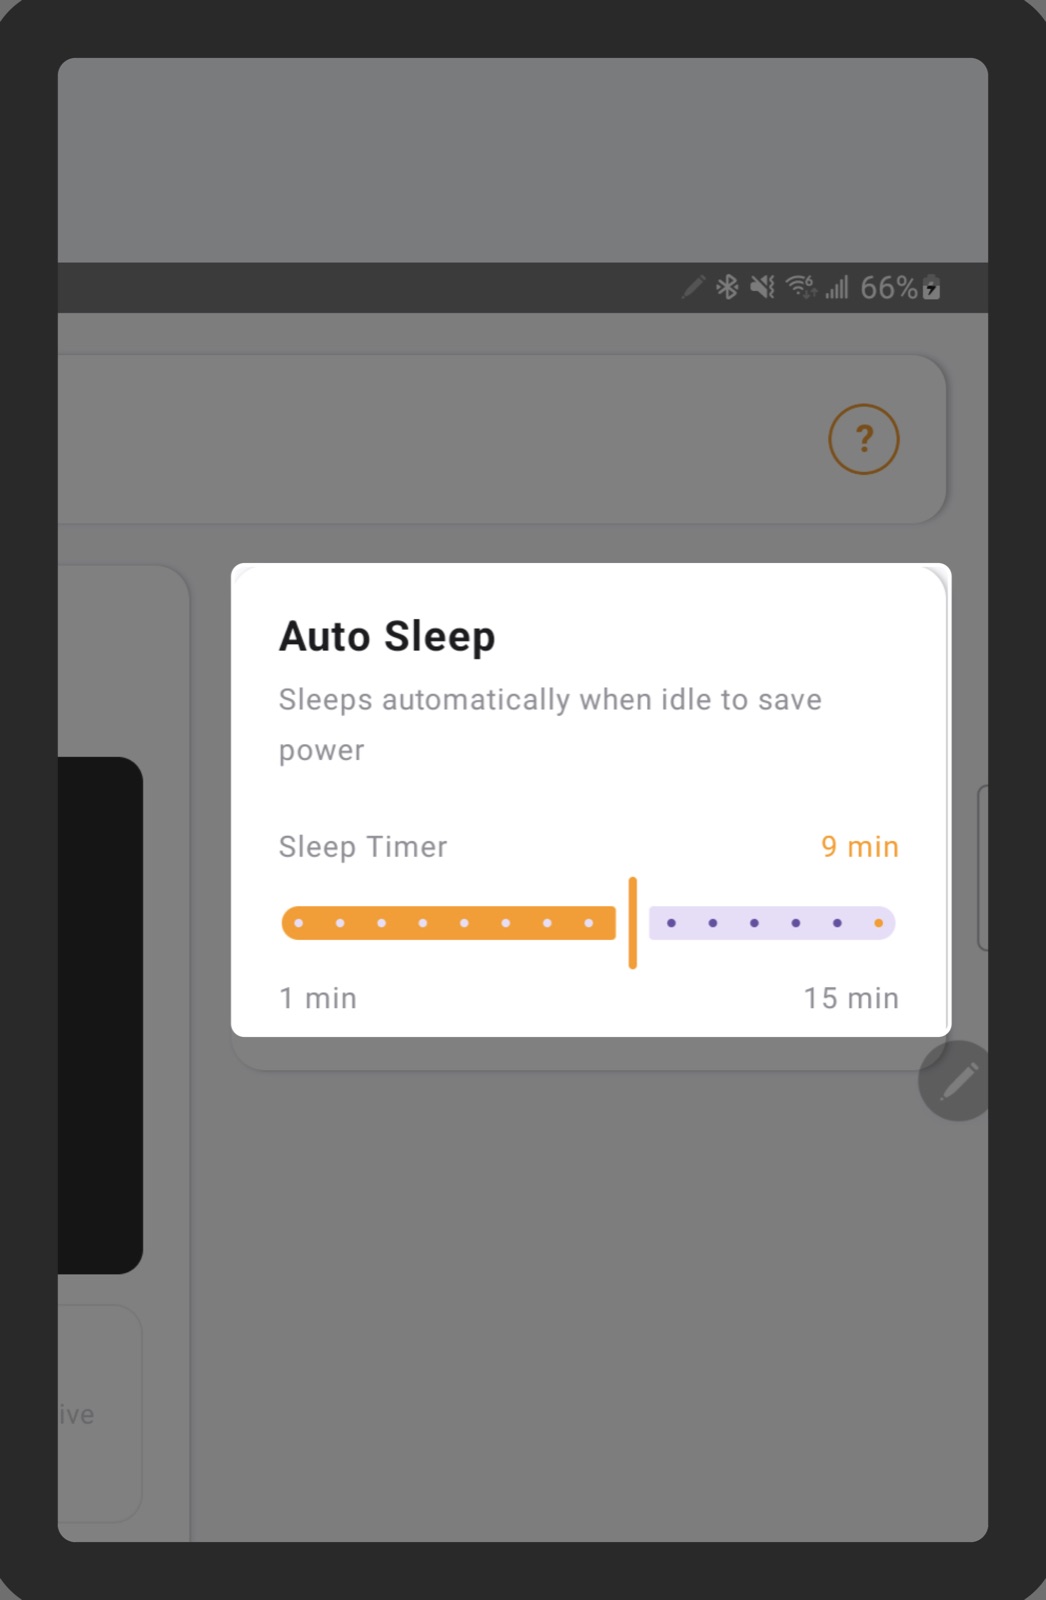 66%
?
Auto Sleep
Sleeps automatically when idle to save
power
Sleep Timer 9 min
1 min 15 min
ive